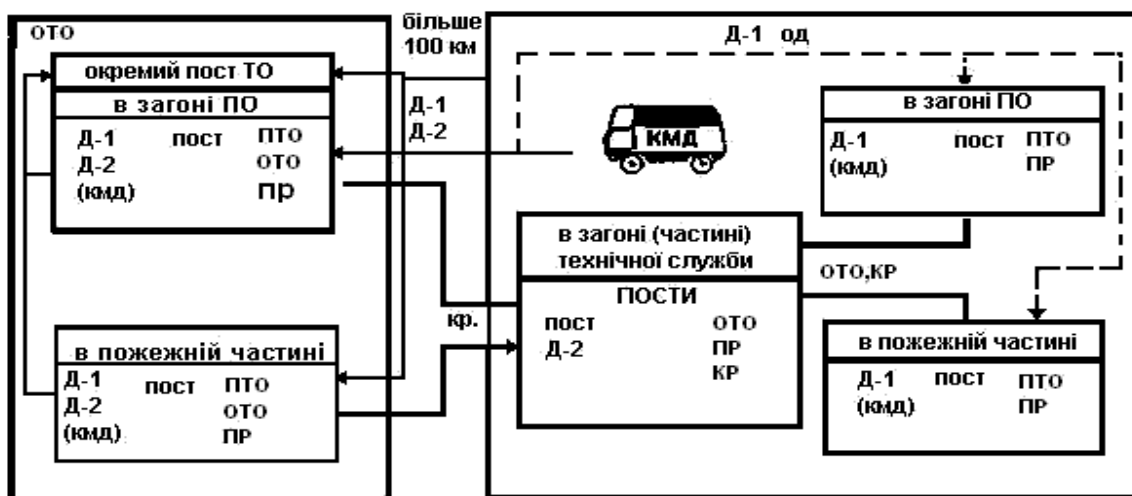 ОТО
окремий пост ТО
в загоні ПО
Д-1 пост ПТО
Д-2 ОТО
(кмд) ПР
в пожежній частині
Д-1 пост ПТО
Д-2 ОТО
(кмд) ПР
більше
100 км
Д-1
Д-2
кр.
Д-1 од
КМД
в загоні ПО
Д-1 пост ПТО
(кмд) ПР
в загоні (частині)
технічної служби
ПОСТИ
пост ОТО
Д-2 ПР
КР
ОТО,КР
в пожежній частині
Д-1 пост ПТО
(кмд) ПР